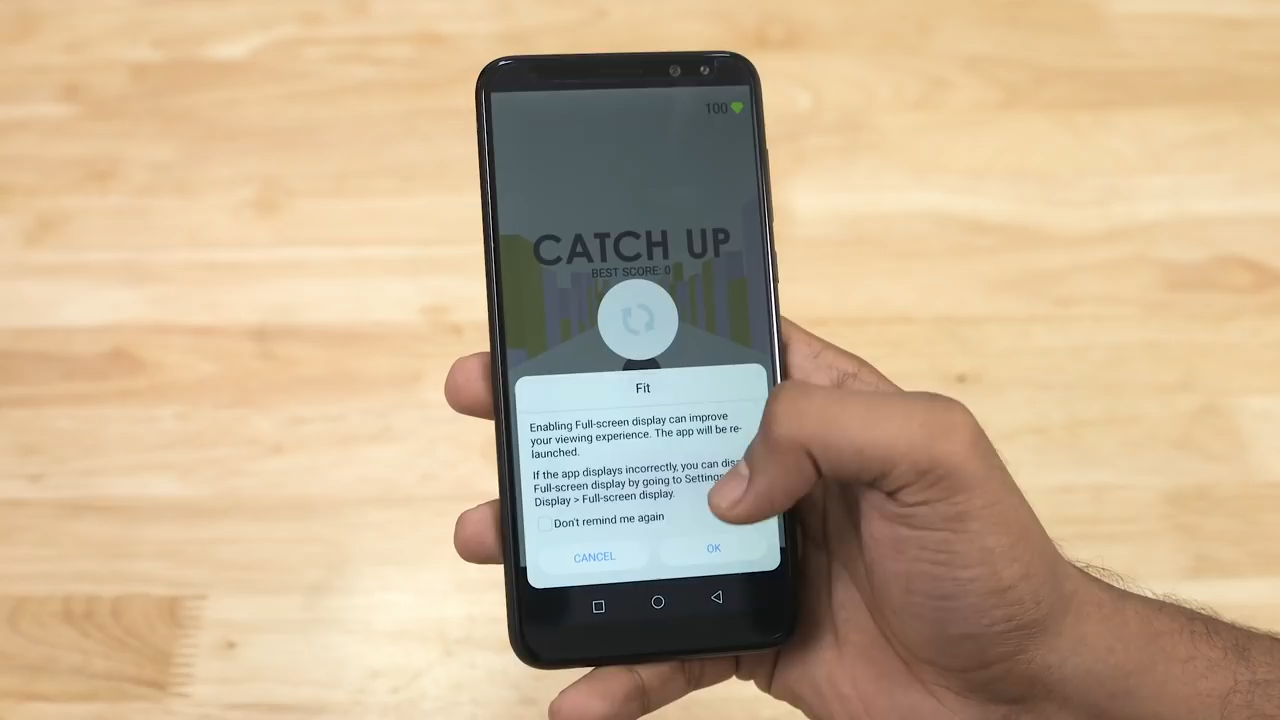 100
CATCH UP
BEST SCORE: 0
Fit
Enabling Full-screen display can improve
your viewing experience. The app will be re-
launched.
If the app displays incorrectly, you can
Full-screen display by going to
Display > Full-screen display.
Don't remind me again
CANCEL
OK